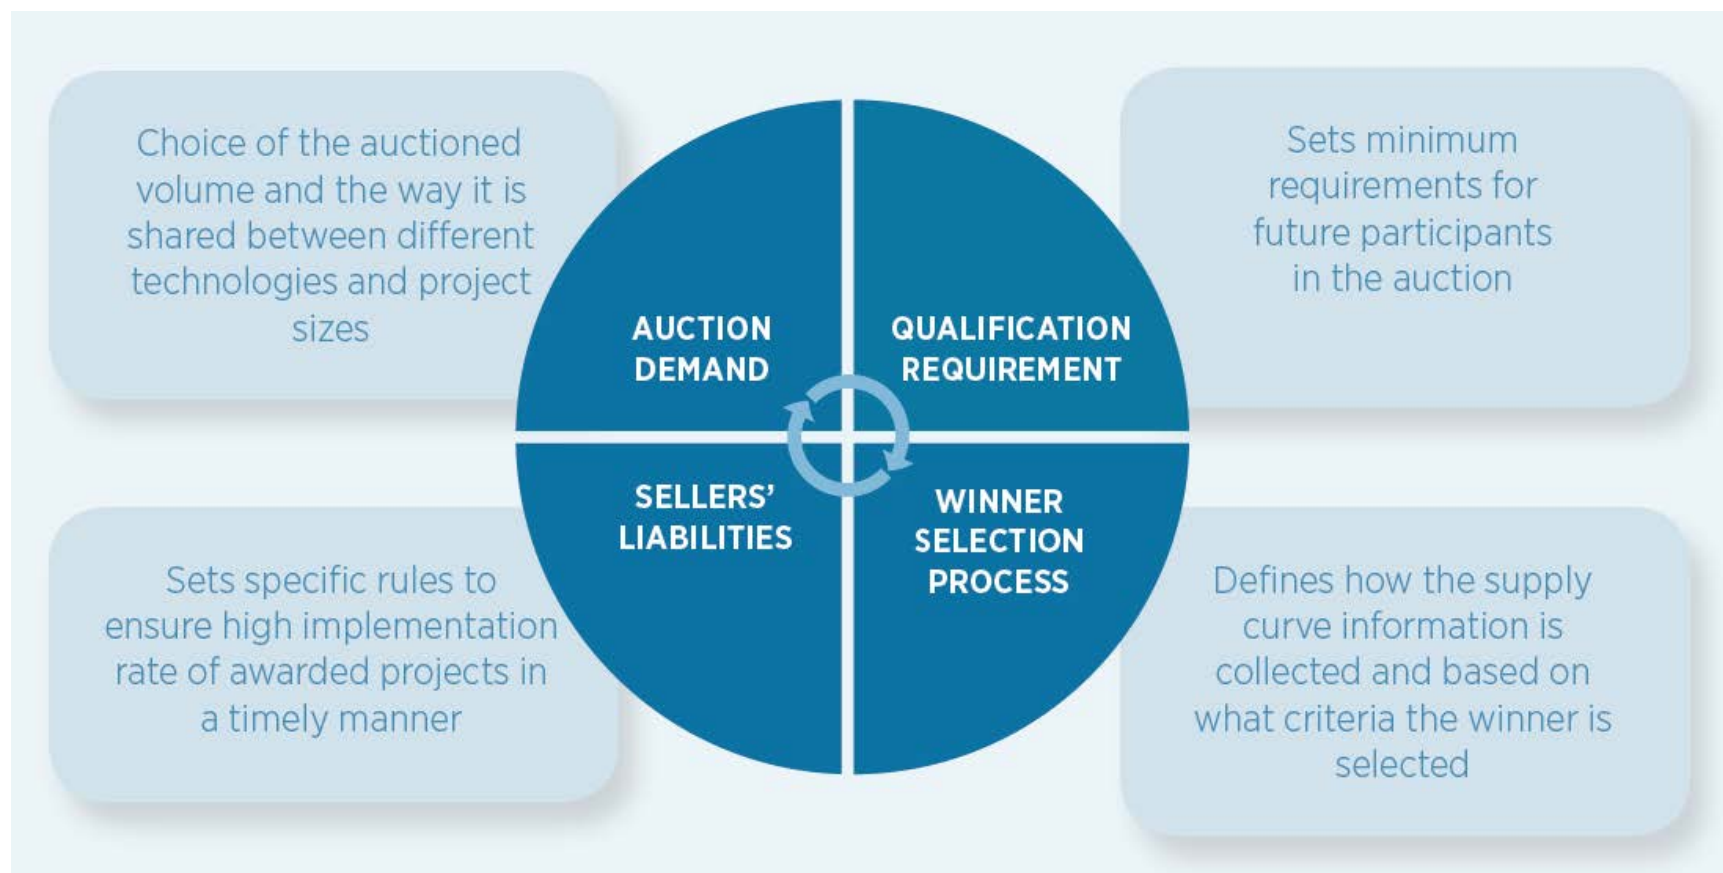 Choice of the auctioned
volume and the way it is
shared between different
technologies and project
sizes
AUCTION
DEMAND
QUALIFICATION
REQUIREMENT
Sets minimum
requirements for
future participants
in the auction
Sets specific rules to
ensure high implementation
rate of awarded projects in
a timely manner
SELLERS’
LIABILITIES
WINNER
SELECTION
PROCESS
Defines how the supply
curve information is
collected and based on
what criteria the winner is
selected